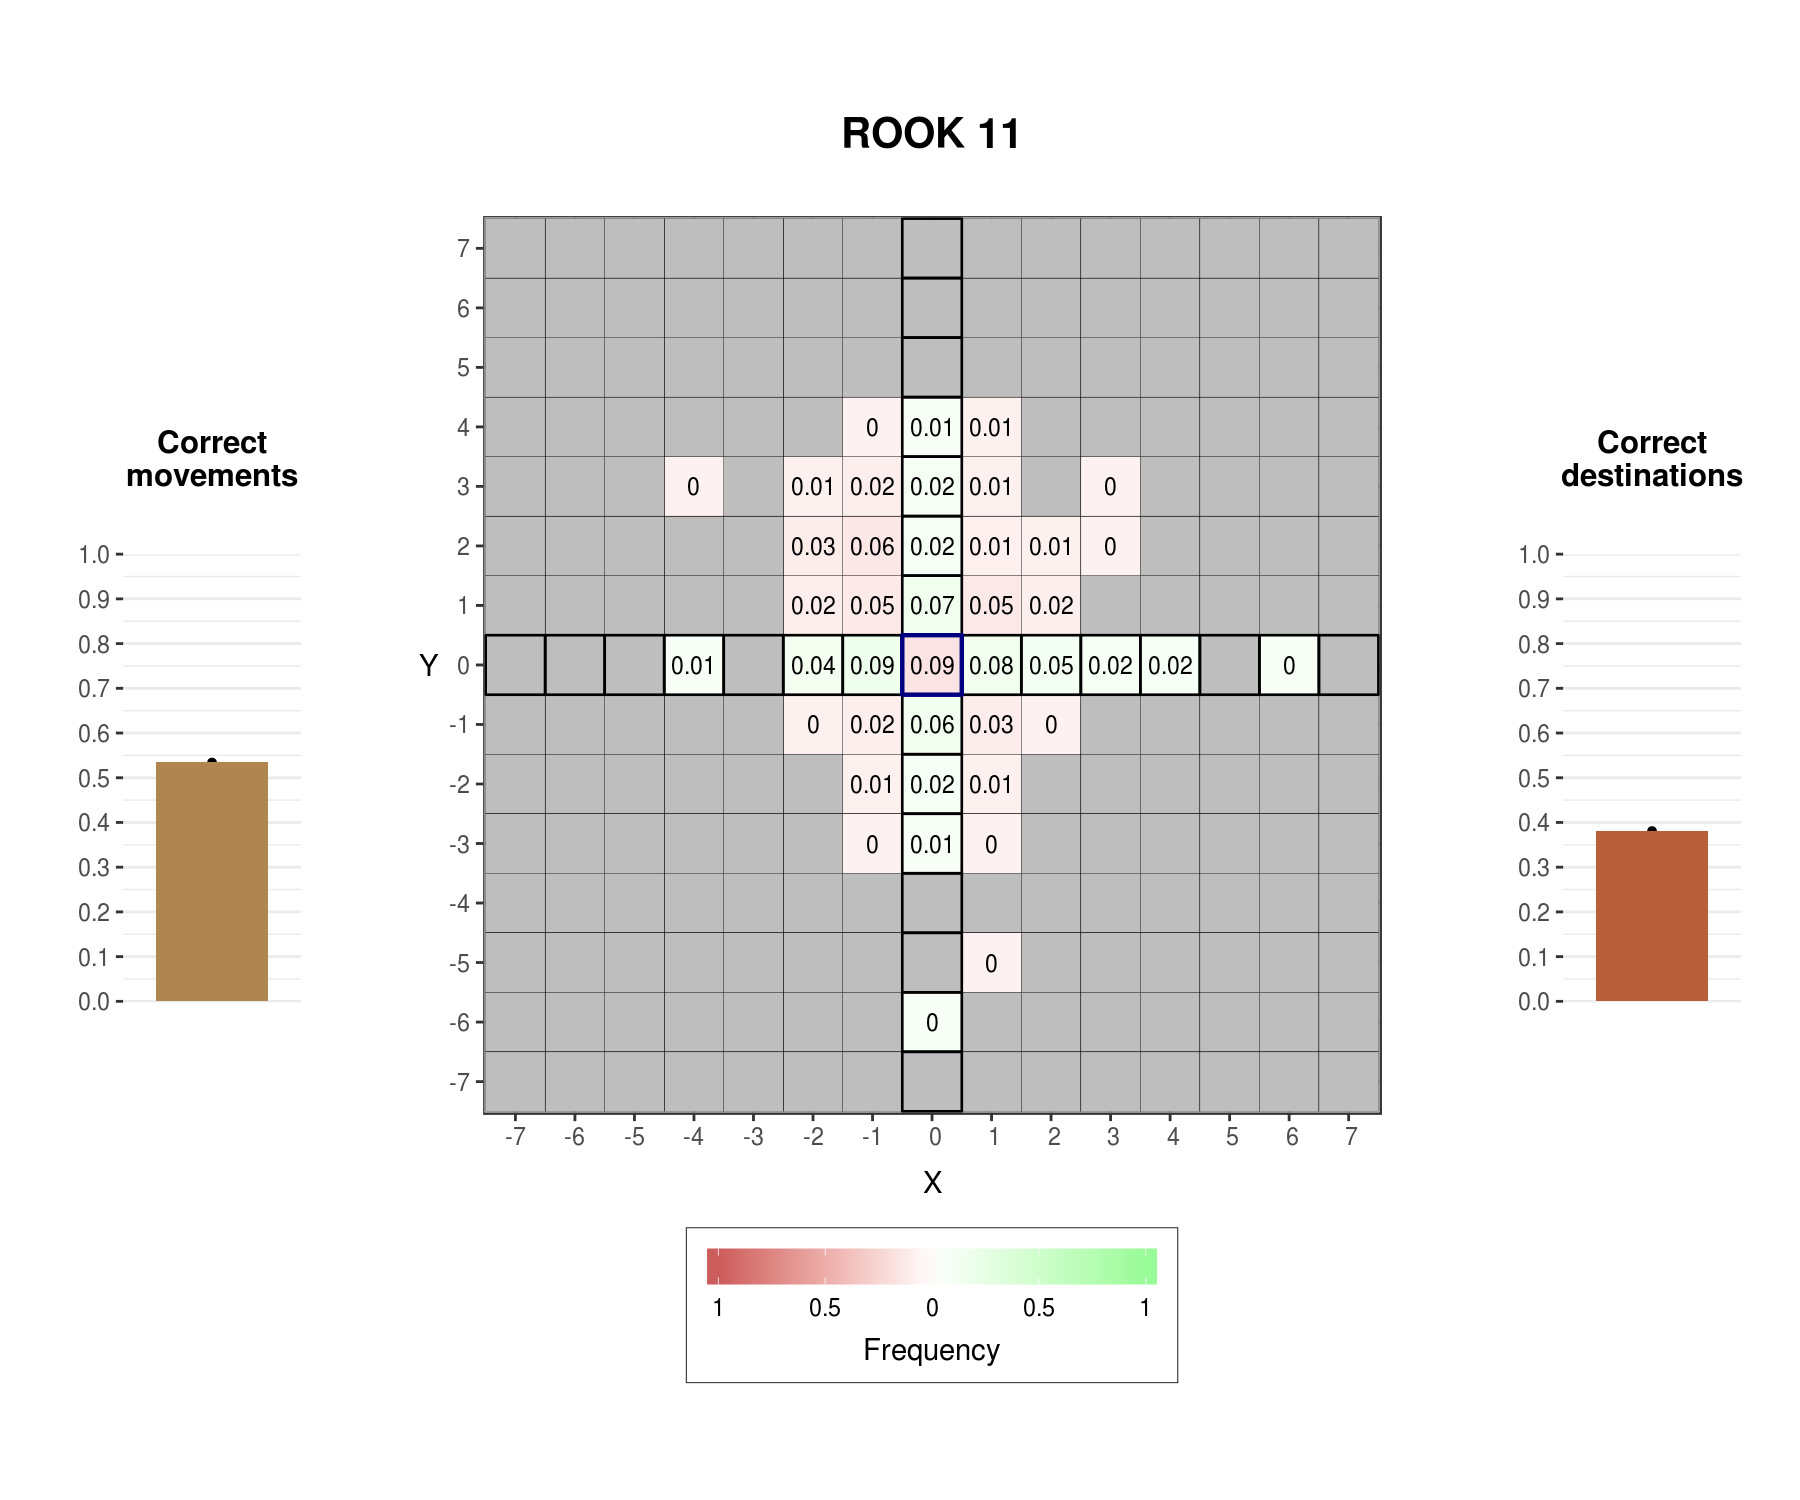 ROOK 11
Correct
movements
1.0
0.9
0.8
0.7
0.6
0.5
0.4
0.3
0.2
0.1
0.0
Y
7
6
5
4 0 0.01 0.01
3 0 0.01 0.02 0.02 0.01 0
2 0.03 0.06 0.02 0.01 0.01 0
1 0.02 0.05 0.07 0.05 0.02
0 0.01 0.04 0.09 0.09 0.08 0.05 0.02 0.02 0
-1 0 0.02 0.06 0.03 0
-2 0.01 0.02 0.01
-3 0 0.01 0
-4
-5 0
-6 0
-7
-7 -6 -5 -4 -3 -2 -1 0 1 2 3 4 5 6 7
X
1 0.5 0 0.5 1
Frequency
Correct
destinations
1.0
0.9
0.8
0.7
0.6
0.5
0.4
0.3
0.2
0.1
0.0